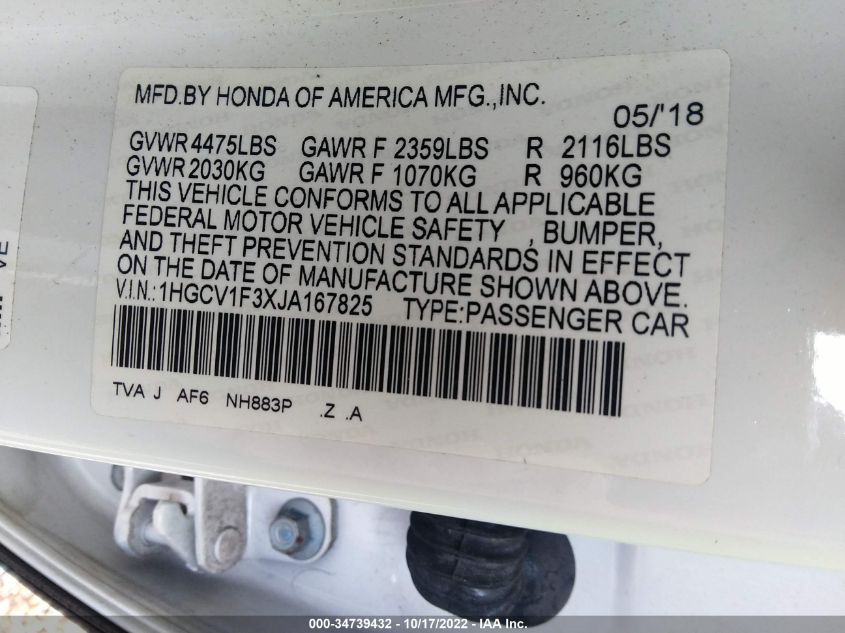 MFD.BY HONDA OF AMERICA MFG.,INC.
05/'18
GVWR 4475LBS GAWR F 2359LBS R 2116LBS
GVWR 2030KG GAWR F 1070KG R 960KG
THIS VEHICLE CONFORMS TO ALL APPLICABLE
FEDERAL MOTOR VEHICLE SAFETY , BUMPER,
AND THEFT PREVENTION STANDARDS IN EFFECT
ON THE DATE OF MANUFACTURE SHOWN ABOVE.
V.I.N.:1HGCV1F3XJA167825 TYPE:PASSENGER CAR
TVA J AF6 NH883P .Z .A
VE
HONDA
000-34739432 - 10/17/2022 - IAA Inc.